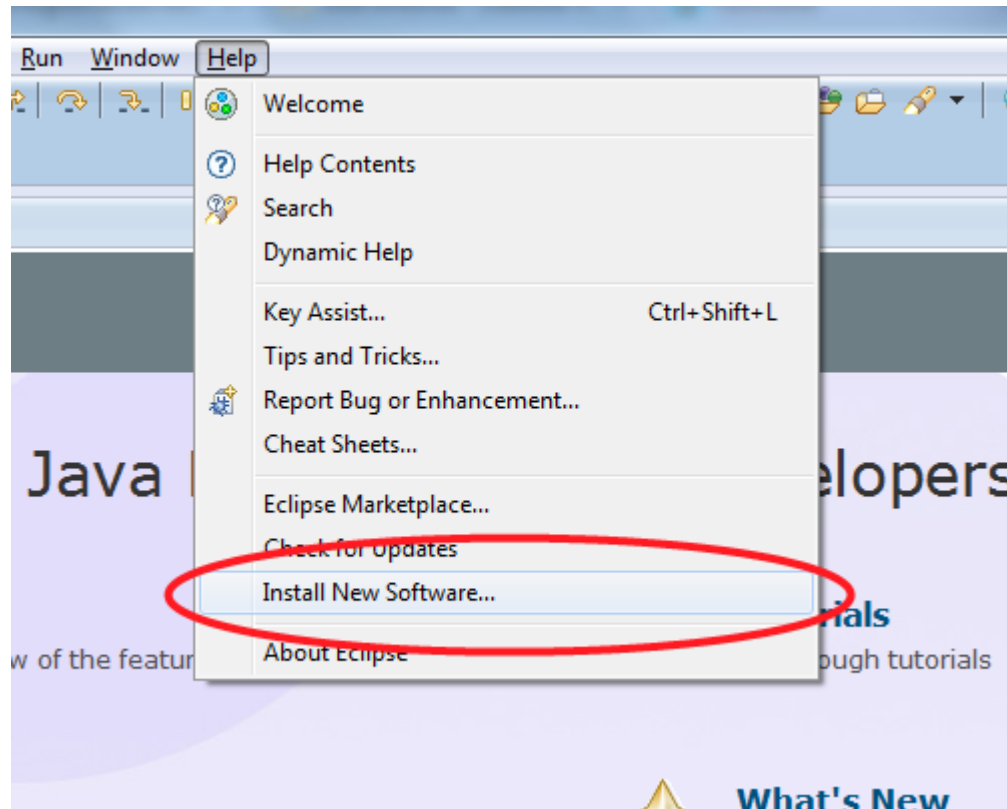 Run Window Help
Welcome
Help Contents
Search
Dynamic Help
Key Assist... Ctrl+Shift+L
Tips and Tricks...
Report Bug or Enhancement...
Cheat Sheets...
Java elopers
Eclipse Marketplace...
Check for Updates
Install New Software...
rials
About Eclipse
w of the featur ough tutorials
What's New